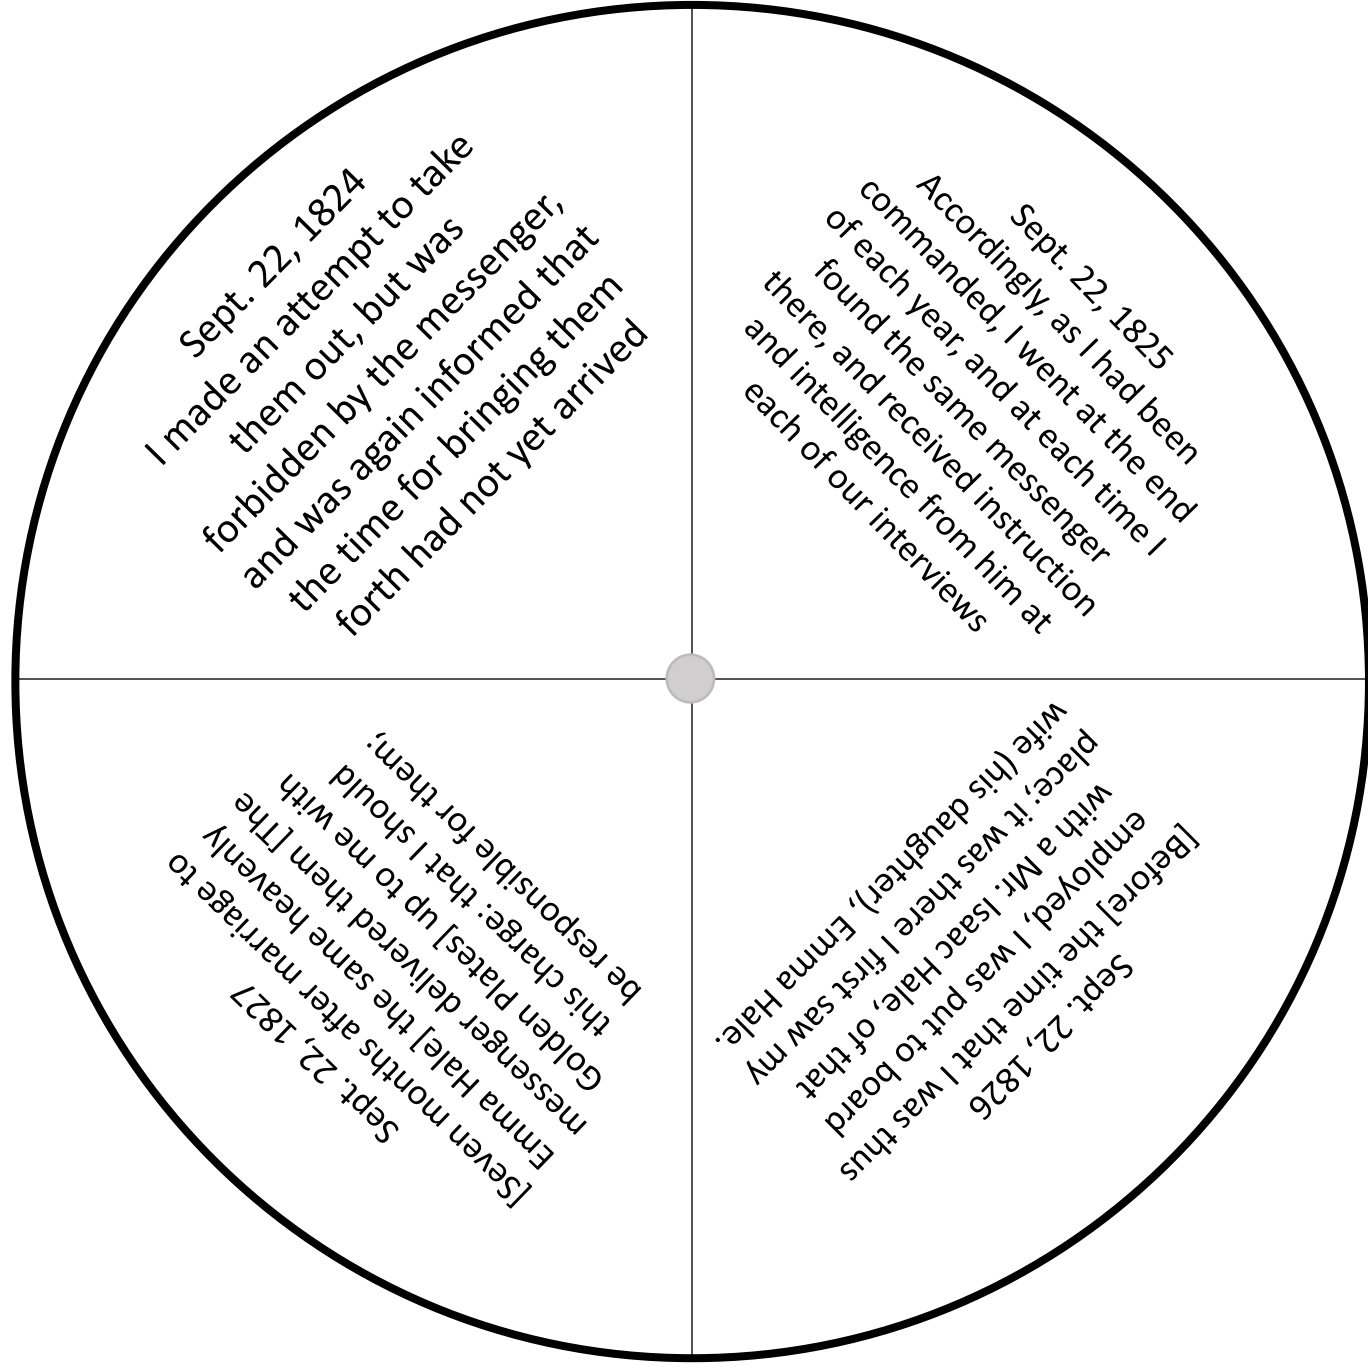 Sept. 22, 1824
I made an attempt to take
them out, but was
forbidden by the messenger,
and was again informed that
the time for bringing them
forth had not yet arrived
Sept. 22, 1825
Accordingly, as I had been
commanded, I went at the end
of each year, and at each time I
found the same messenger
there, and received instruction
and intelligence from him at
each of our interviews
Sept. 22, 1826
[Before] the time that I was thus
employed, I was put to board
with a Mr. Isaac Hale, of that
place; it was there I first saw my
wife (his daughter), Emma Hale.
Sept. 22, 1827
[Seven months after marriage to
Emma Hale] the same heavenly
messenger delivered them [The
Golden Plates] up to me with
this charge: that I should
be responsible for them;